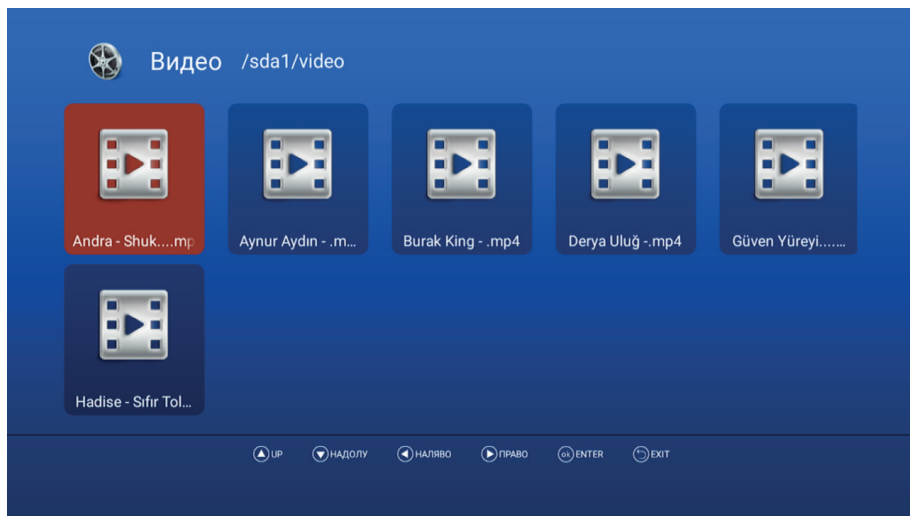 Видео /sda1/video
Andra - Shuk....mp
Aynur Aydın - .m...
Burak King - .mp4
Derya Uluğ -.mp4
Güven Yüreyi......
Hadise - Sıfır Tol...
UP НАДОЛУ НАЛЯВО ПРАВО ok ENTER EXIT